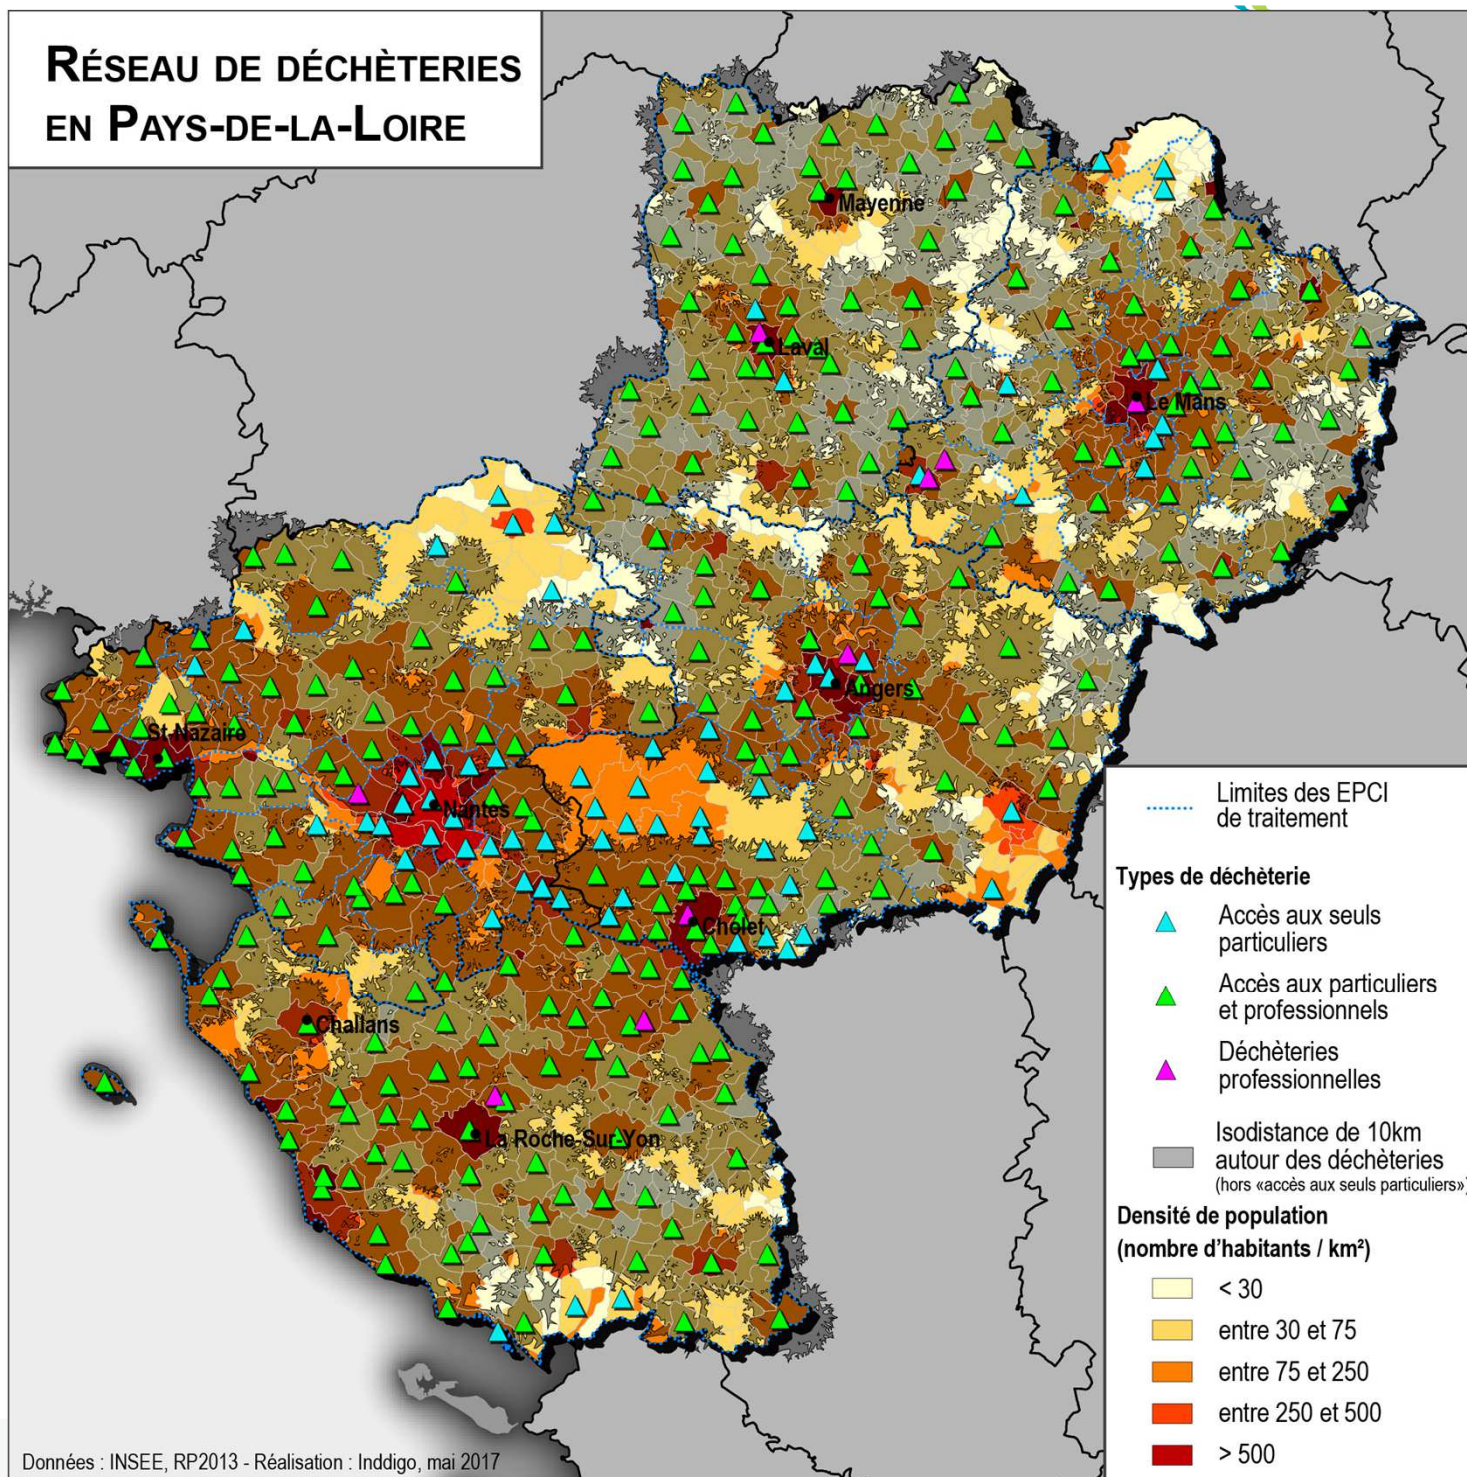 RÉSEAU DE DÉCHÈTERIES
EN PAYS-DE-LA-LOIRE
Mayenne
Laval
Le Mans
Angers
St-Nazaire
Nantes
Cholet
Challans
La Roche-Sur-Yon
Limites des EPCI
de traitement
Types de déchèterie
Accès aux seuls
particuliers
Accès aux particuliers
et professionnels
Déchèteries
professionnelles
Isodistance de 10km
autour des déchèteries
(hors «accès aux seuls particuliers»)
Densité de population
(nombre d’habitants / km²)
< 30
entre 30 et 75
entre 75 et 250
entre 250 et 500
> 500
Données : INSEE, RP2013 - Réalisation : Inddigo, mai 2017